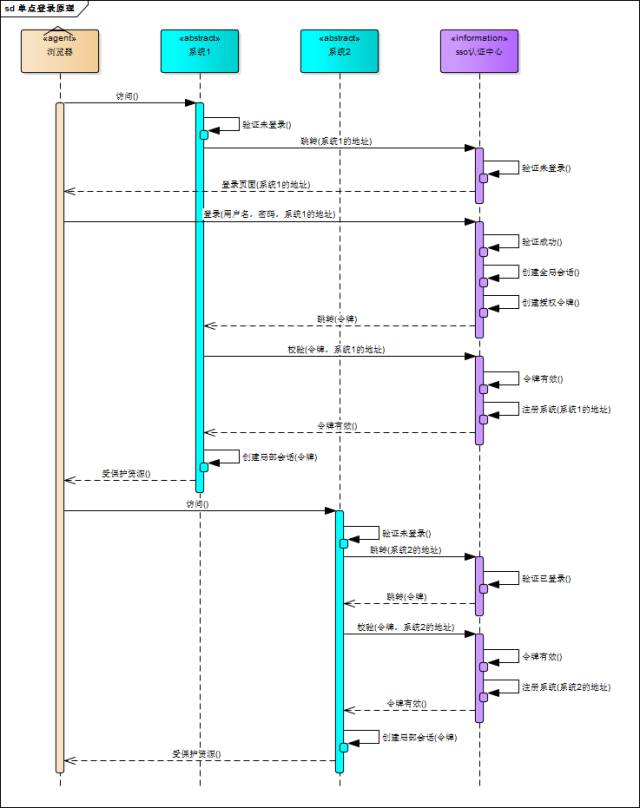 sd 单点登录原理
«agent»
浏览器
«abstract»
系统1
«abstract»
系统2
«information»
sso认证中心
访问()
验证未登录()
跳转(系统1的地址)
验证未登录()
登录页面(系统1的地址)
登录(用户名，密码，系统1的地址)
验证成功()
创建全局会话()
创建授权令牌()
跳转(令牌)
校验(令牌，系统1的地址)
令牌有效()
注册系统(系统1的地址)
令牌有效()
创建局部会话(令牌)
受保护资源()
访问()
验证未登录()
跳转(系统2的地址)
验证已登录()
跳转(令牌)
校验(令牌，系统2的地址)
令牌有效()
注册系统(系统2的地址)
令牌有效()
创建局部会话(令牌)
受保护资源()